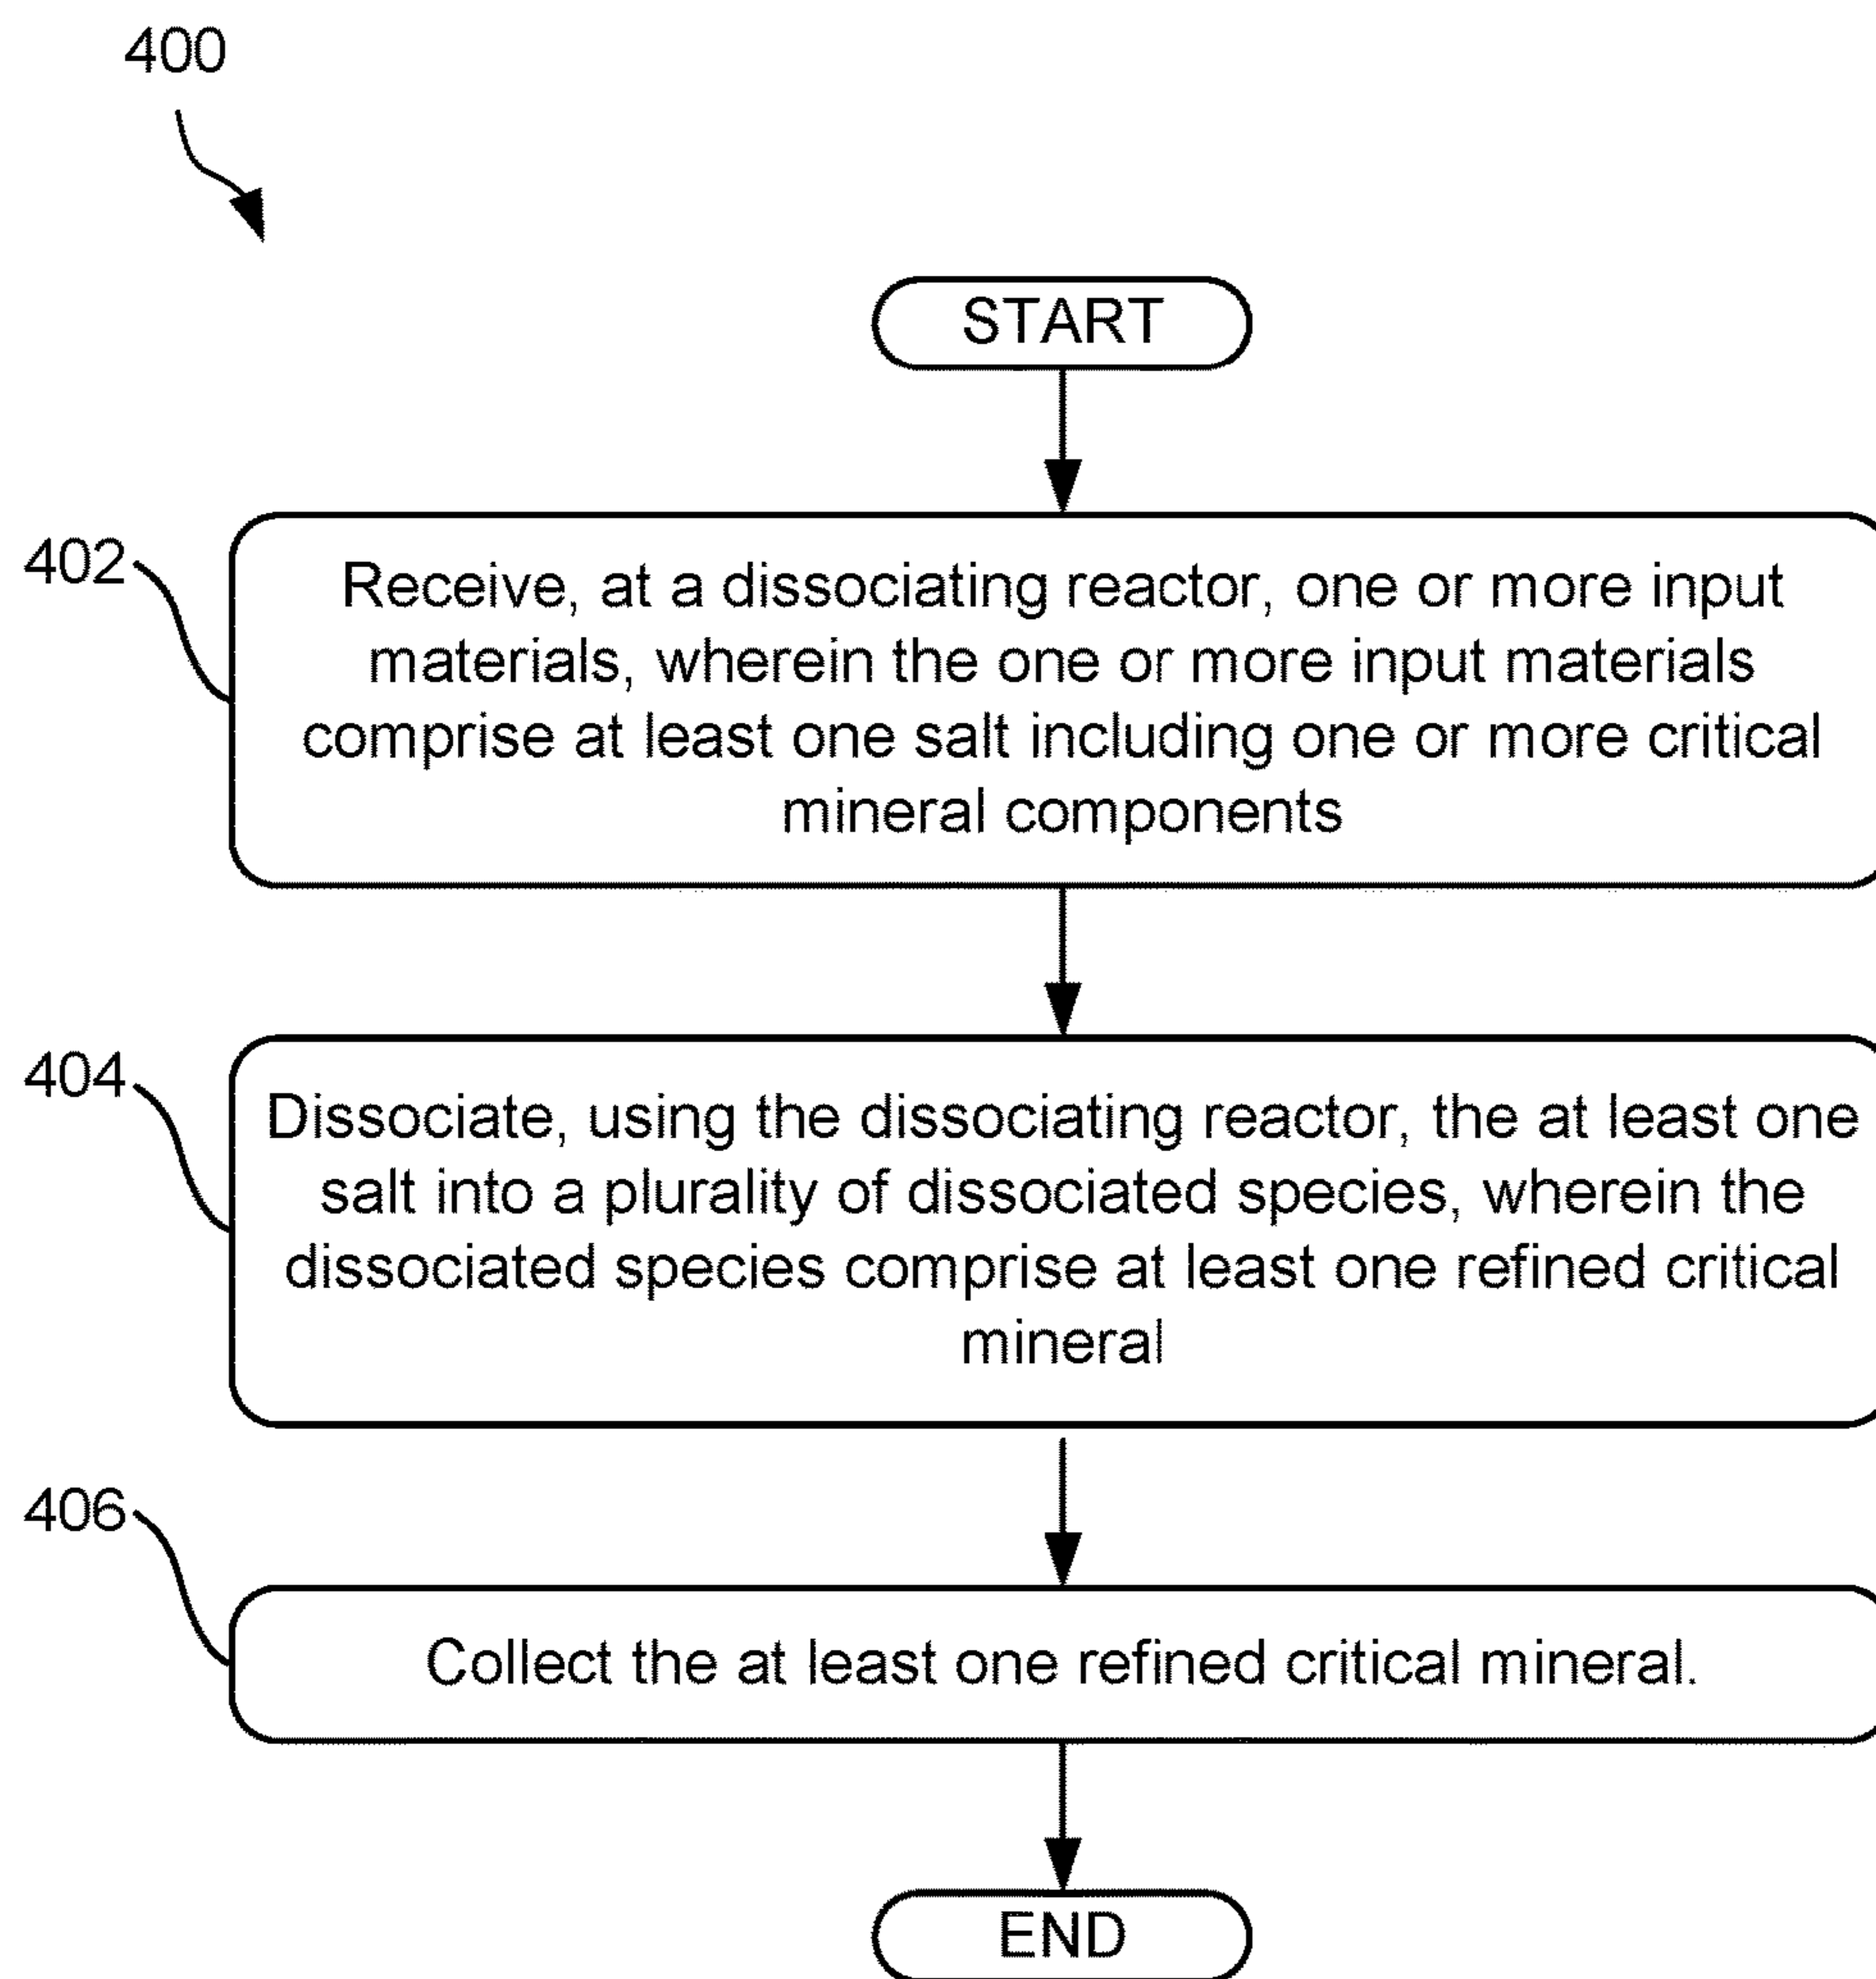 400
START
402
Receive, at a dissociating reactor, one or more input
materials, wherein the one or more input materials
comprise at least one salt including one or more critical
mineral components
404
Dissociate, using the dissociating reactor, the at least one
salt into a plurality of dissociated species, wherein the
dissociated species comprise at least one refined critical
mineral
406
Collect the at least one refined critical mineral.
END